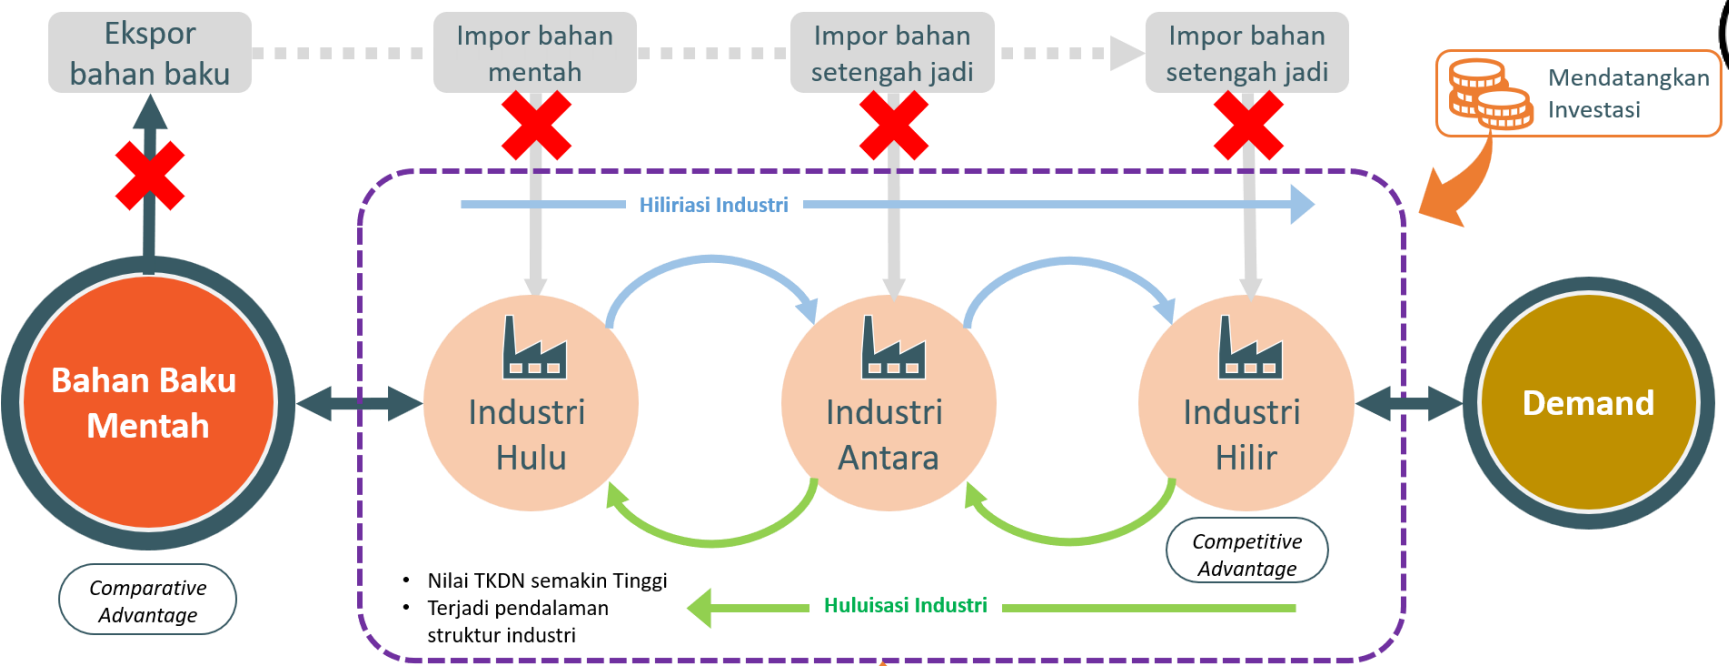 Ekspor
bahan baku
Impor bahan
mentah
Impor bahan
setengah jadi
Impor bahan
setengah jadi
Mendatangkan
Investasi
Hiliriasi Industri
Bahan Baku
Mentah
Industri
Hulu
Industri
Antara
Industri
Hilir
Demand
Comparative
Advantage
Competitive
Advantage
• Nilai TKDN semakin Tinggi
• Terjadi pendalaman
struktur industri
Huluisasi Industri